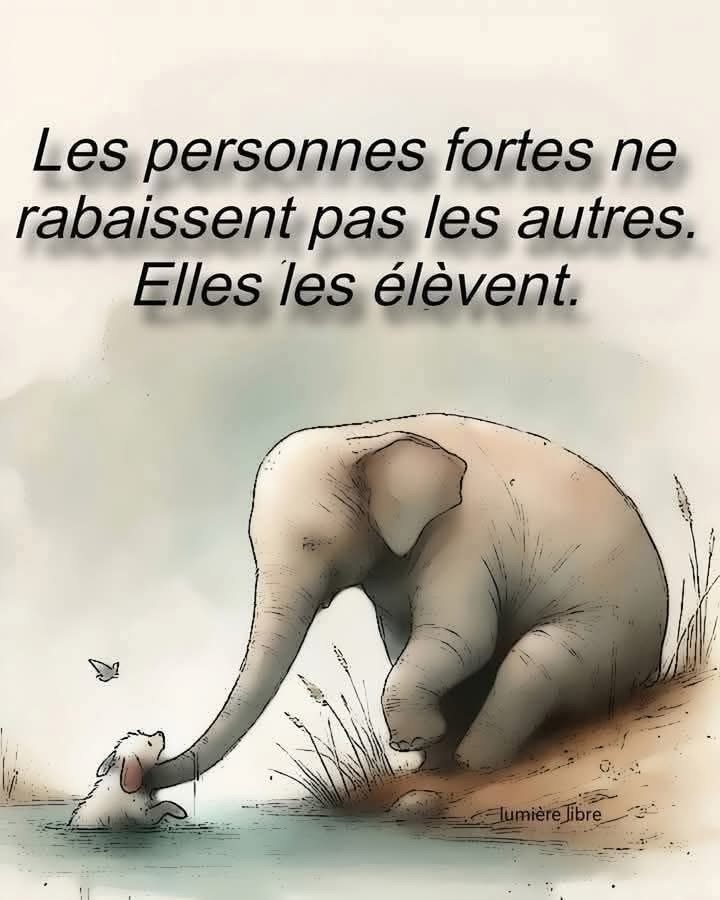 Les personnes fortes ne
rabaissent pas les autres.
Elles les élèvent.
lumière libre